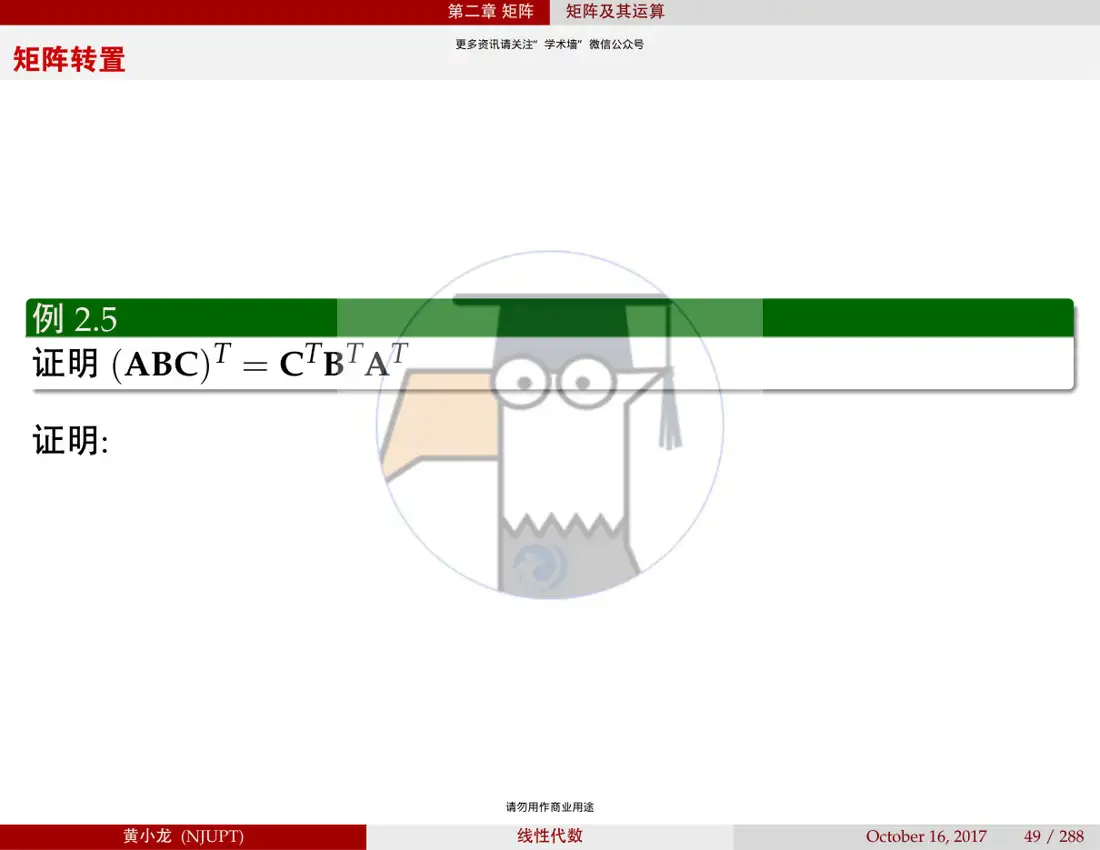 第二章 矩阵 矩阵及其运算
更多资讯请关注“学术墙”微信公众号
矩阵转置
例 2.5
证明 (ABC)^T = C^T B^T A^T
证明:
请勿用作商业用途
黄小龙 (NJUPT) 线性代数 October 16, 2017 49 / 288